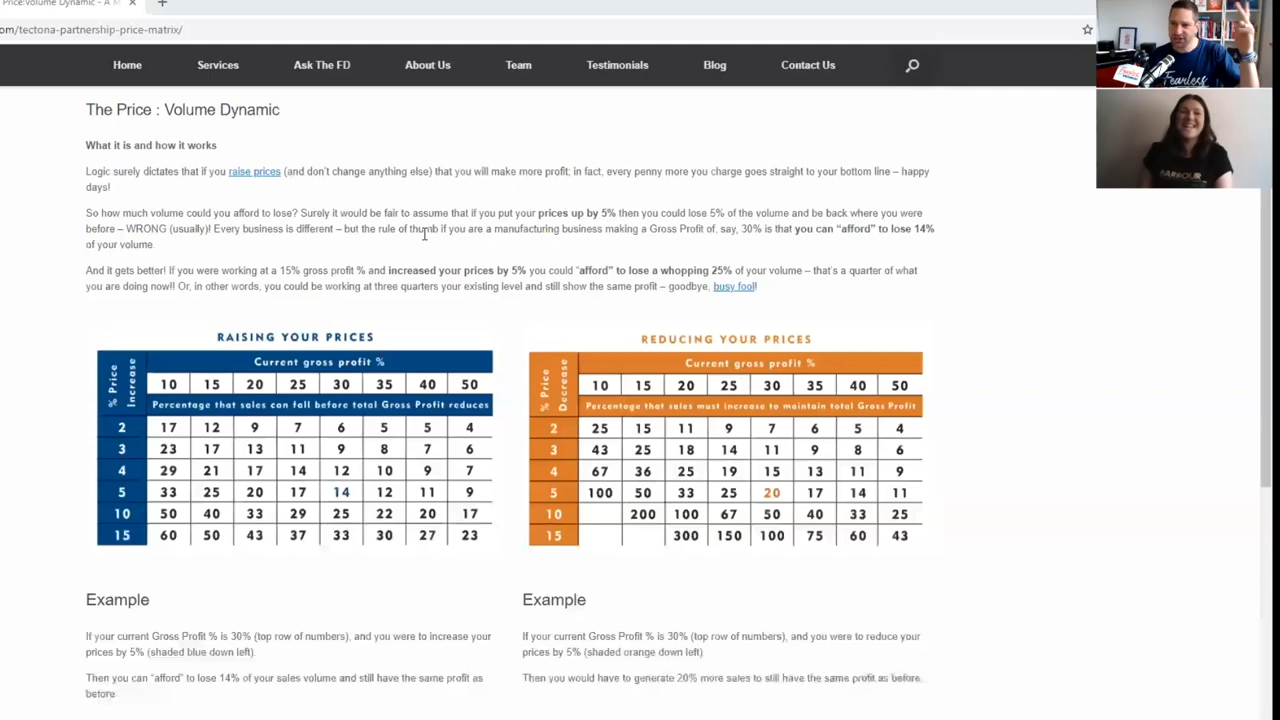 Price:Volume Dynamic - A M
om/tectona-partnership-price-matrix/
Home Services Ask The FD About Us Team Testimonials Blog Contact Us
The Price : Volume Dynamic
What it is and how it works
Logic surely dictates that if you raise prices (and don't change anything else) that you will make more profit; in fact, every penny more you charge goes straight to your bottom line – happy
days!
So how much volume could you afford to lose? Surely it would be fair to assume that if you put your prices up by 5% then you could lose 5% of the volume and be back where you were
before – WRONG (usually)! Every business is different – but the rule of thumb if you are a manufacturing business making a Gross Profit of, say, 30% is that you can “afford” to lose 14%
of your volume.
And it gets better! If you were working at a 15% gross profit % and increased your prices by 5% you could “afford” to lose a whopping 25% of your volume – that's a quarter of what
you are doing now!! Or, in other words, you could be working at three quarters your existing level and still show the same profit – goodbye, busy fool!
RAISING YOUR PRICES
% Price Increase
Current gross profit %
10 15 20 25 30 35 40 50
Percentage that sales can fall before total Gross Profit reduces
2 17 12 9 7 6 5 5 4
3 23 17 13 11 9 8 7 6
4 29 21 17 14 12 10 9 7
5 33 25 20 17 14 12 11 9
10 50 40 33 29 25 22 20 17
15 60 50 43 37 33 30 27 23
REDUCING YOUR PRICES
% Price Decrease
Current gross profit %
10 15 20 25 30 35 40 50
Percentage that sales must increase to maintain total Gross Profit
2 25 15 11 9 7 6 5 4
3 43 25 18 14 11 9 8 6
4 67 36 25 19 15 13 11 9
5 100 50 33 25 20 17 14 11
10 200 100 67 50 40 33 25
15 300 150 100 75 60 43
Example
If your current Gross Profit % is 30% (top row of numbers), and you were to increase your
prices by 5% (shaded blue down left).
Then you can “afford” to lose 14% of your sales volume and still have the same profit as
before
Example
If your current Gross Profit % is 30% (top row of numbers), and you were to reduce your
prices by 5% (shaded orange down left)
Then you would have to generate 20% more sales to still have the same profit as before.
Fearless